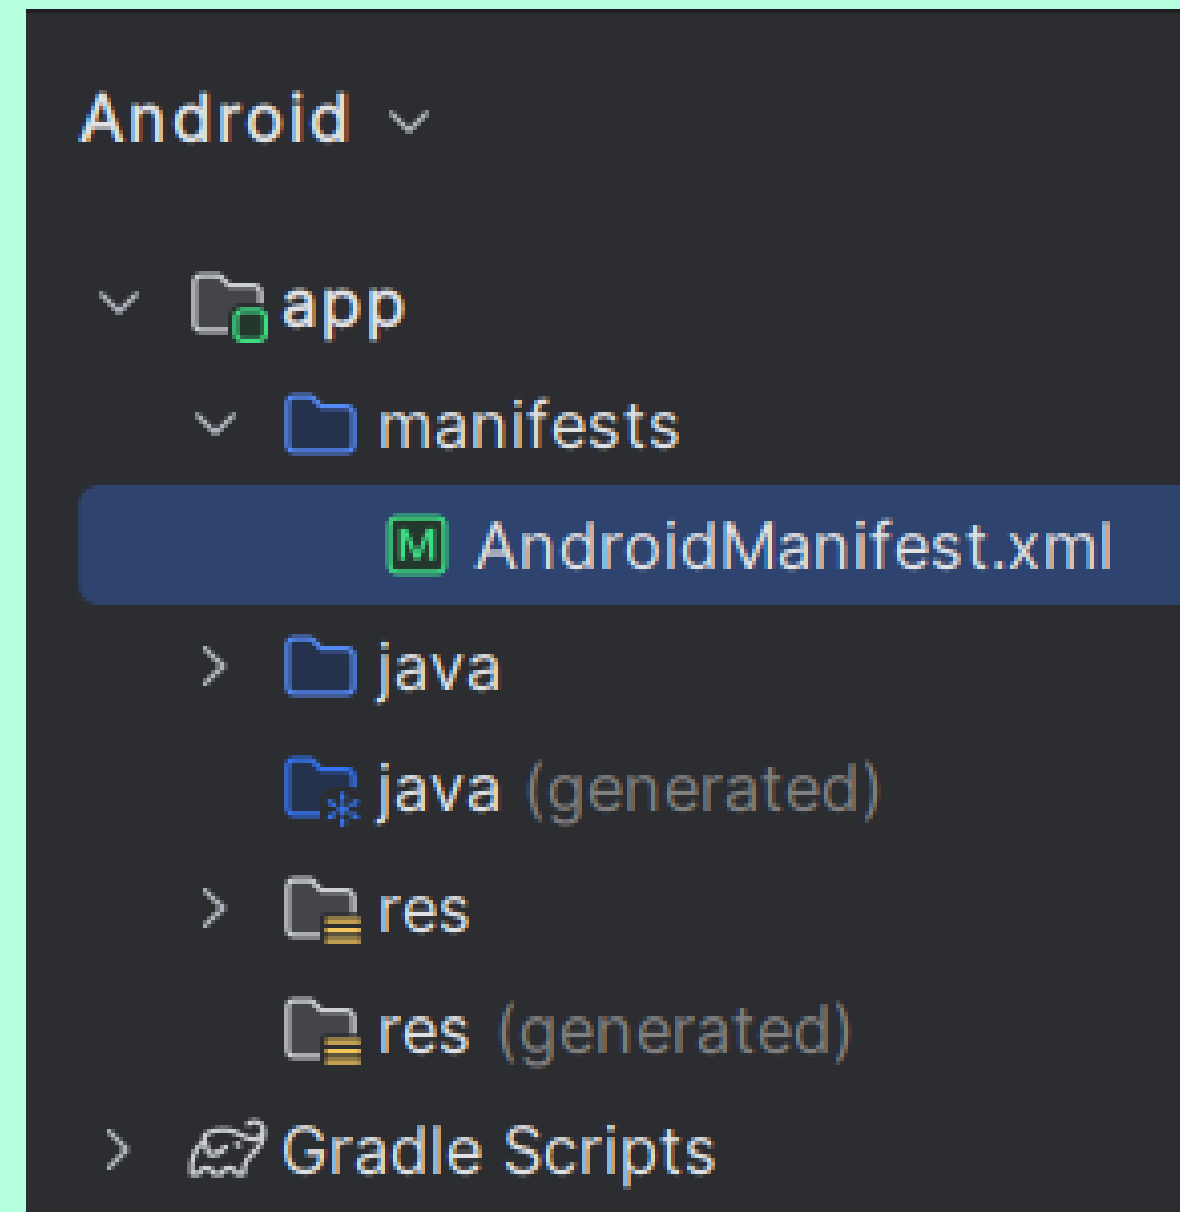 Android
app
manifests
M AndroidManifest.xml
java
java (generated)
res
res (generated)
Gradle Scripts